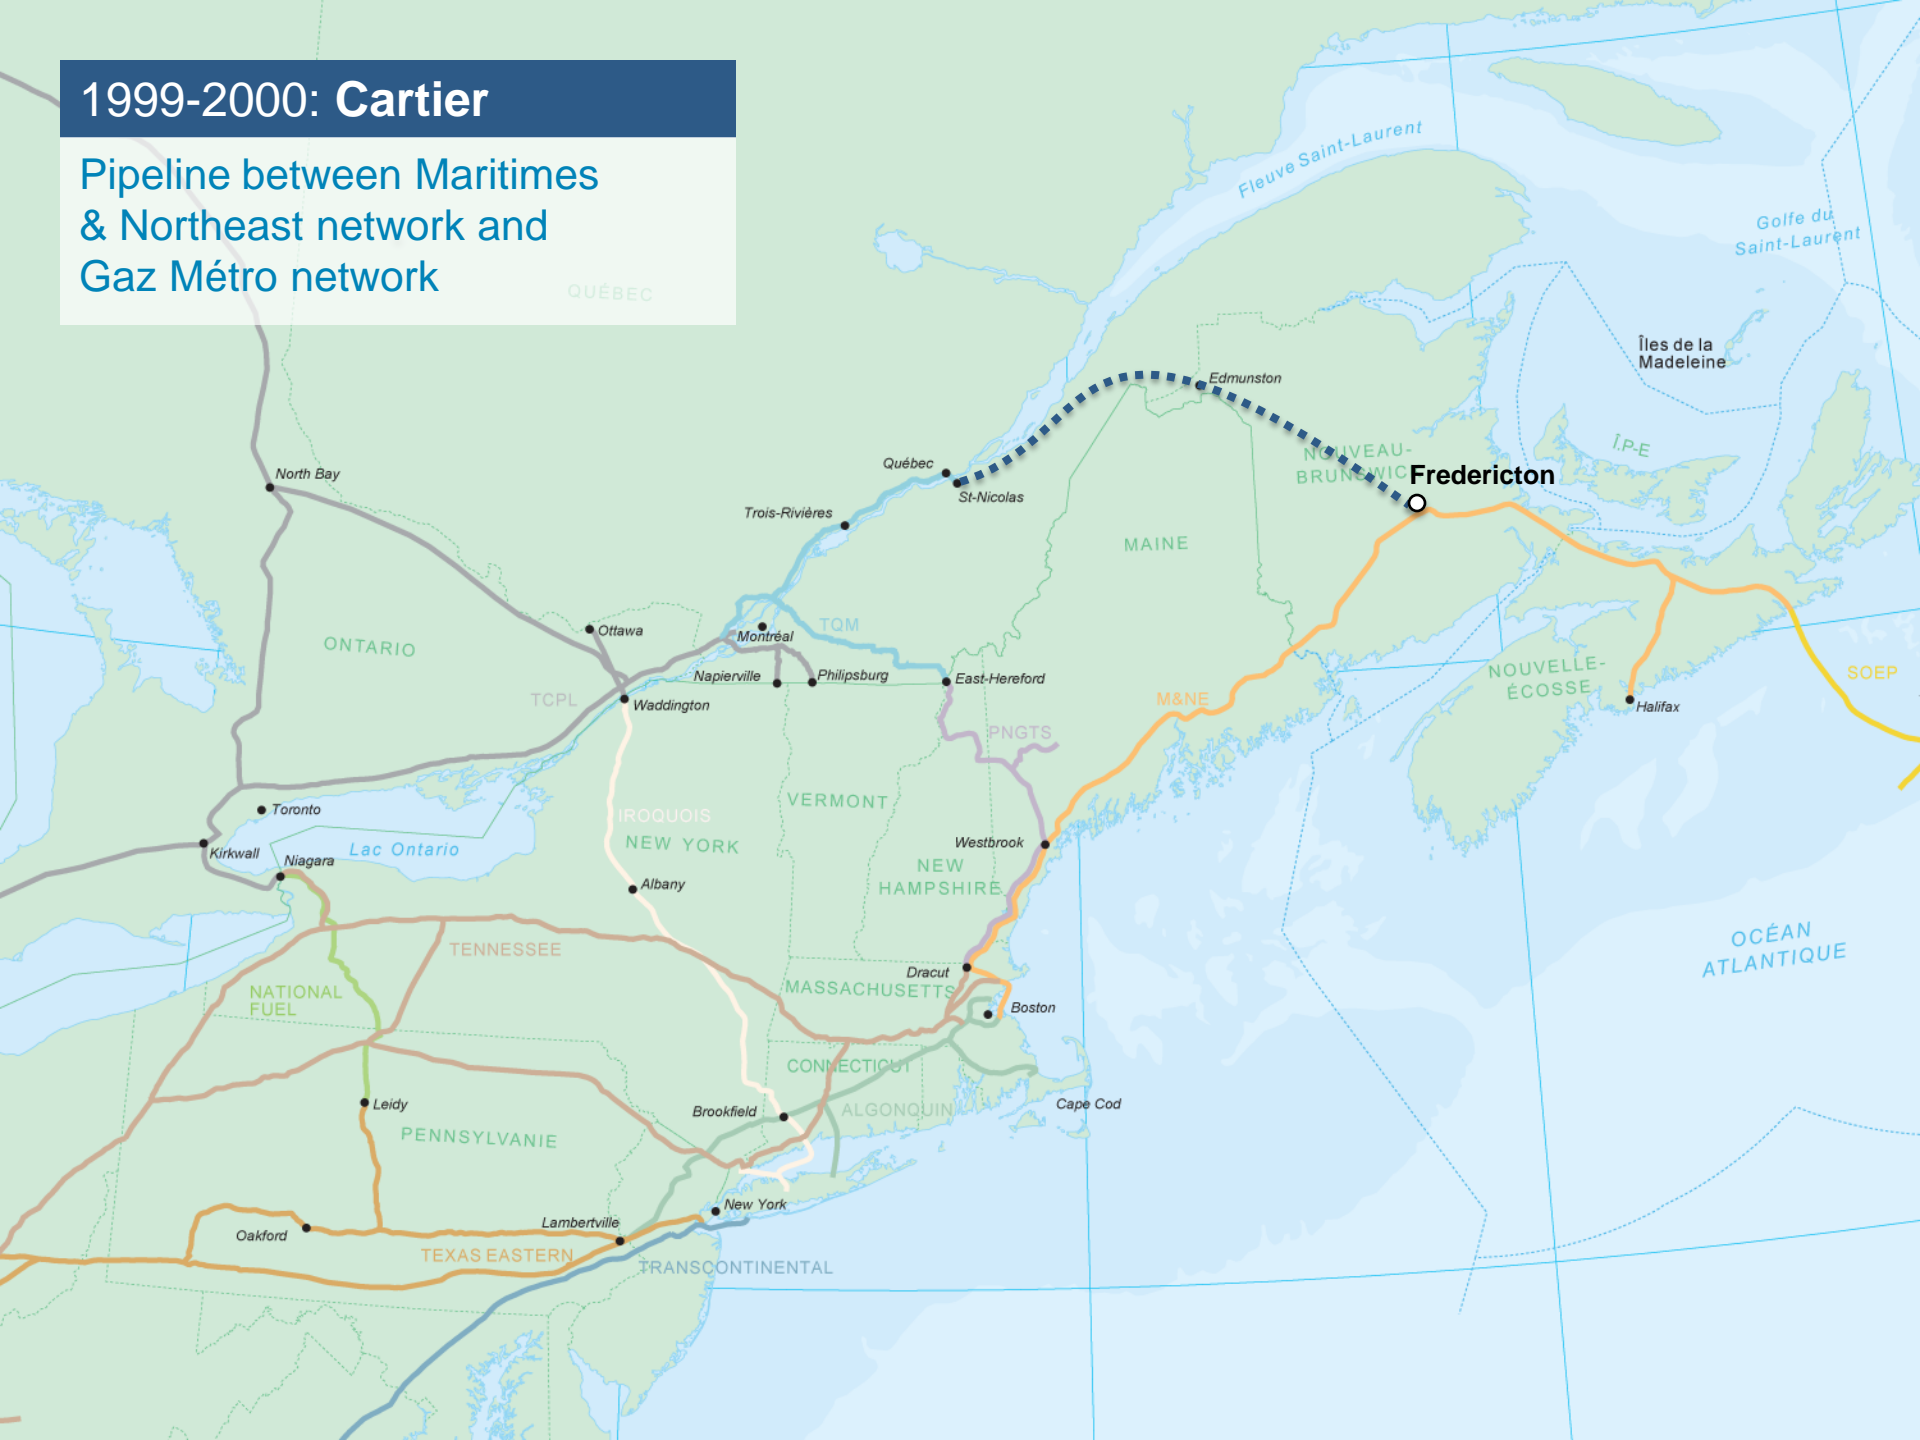 1999-2000: Cartier
Pipeline between Maritimes
& Northeast network and
Gaz Métro network
QUÉBEC
Fleuve Saint-Laurent
Golfe du
Saint-Laurent
Îles de la
Madeleine
Edmunston
Î.P-E
NOUVEAU-
BRUNSWIC
Fredericton
Québec
St-Nicolas
North Bay
Trois-Rivières
MAINE
Ottawa
Montréal
TQM
ONTARIO
Napierville
Philipsburg
East-Hereford
TCPL
Waddington
M&NE
NOUVELLE-
ÉCOSSE
SOEP
Halifax
PNGTS
VERMONT
Toronto
IROQUOIS
NEW YORK
Kirkwall
Lac Ontario
Niagara
Westbrook
NEW
HAMPSHIRE
Albany
TENNESSEE
OCÉAN
ATLANTIQUE
Dracut
NATIONAL
FUEL
MASSACHUSETTS
Boston
CONNECTICUT
Leidy
Brookfield
ALGONQUIN
Cape Cod
PENNSYLVANIE
New York
Oakford
Lambertville
TEXAS EASTERN
TRANSCONTINENTAL